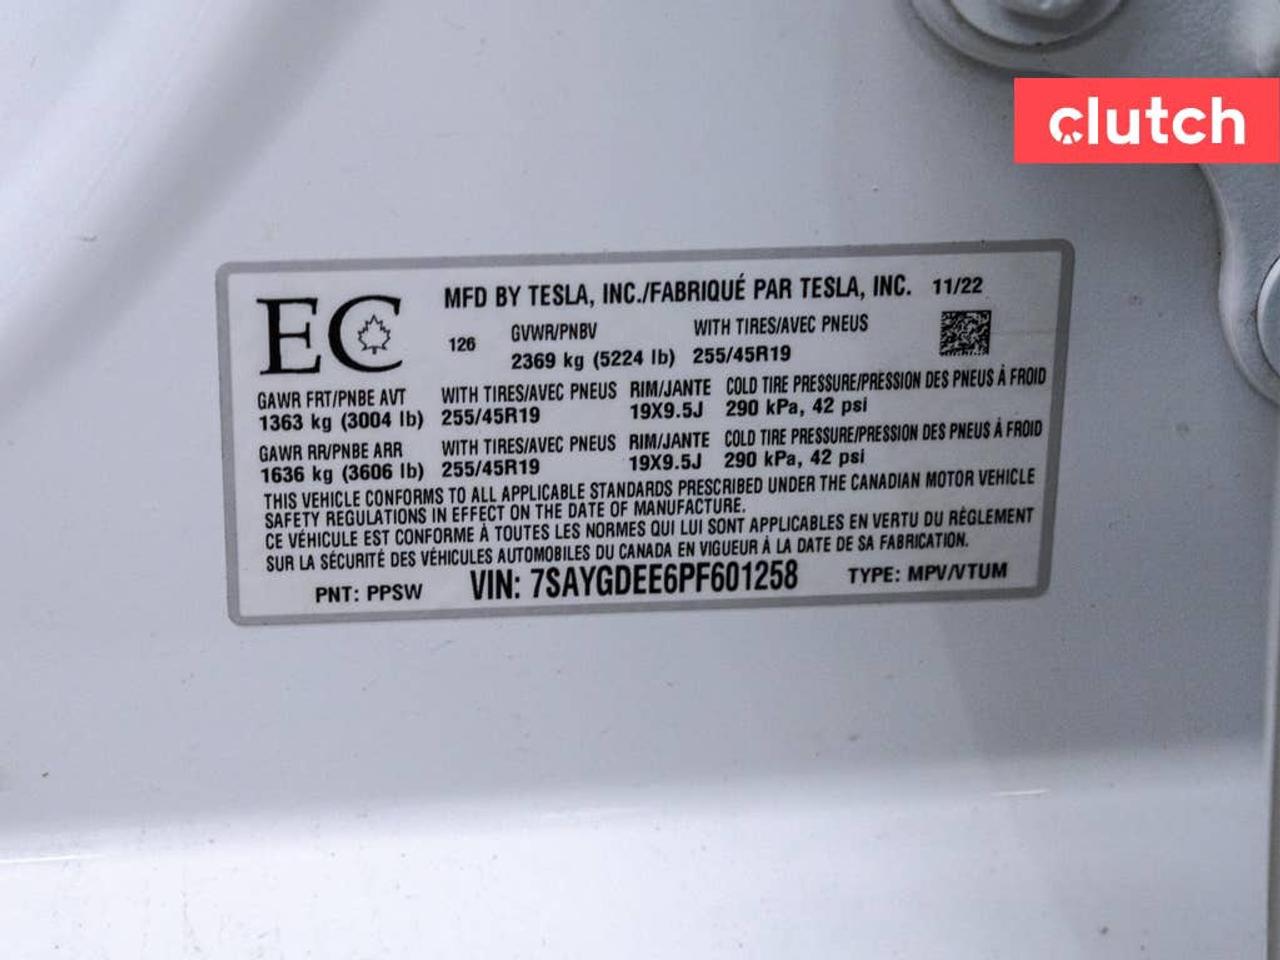 clutch
EC
MFD BY TESLA, INC./FABRIQUÉ PAR TESLA, INC. 11/22
126 GVWR/PNBV WITH TIRES/AVEC PNEUS
2369 kg (5224 lb) 255/45R19
GAWR FRT/PNBE AVT WITH TIRES/AVEC PNEUS RIM/JANTE COLD TIRE PRESSURE/PRESSION DES PNEUS À FROID
1363 kg (3004 lb) 255/45R19 19X9.5J 290 kPa, 42 psi
GAWR RR/PNBE ARR WITH TIRES/AVEC PNEUS RIM/JANTE COLD TIRE PRESSURE/PRESSION DES PNEUS À FROID
1636 kg (3606 lb) 255/45R19 19X9.5J 290 kPa, 42 psi
THIS VEHICLE CONFORMS TO ALL APPLICABLE STANDARDS PRESCRIBED UNDER THE CANADIAN MOTOR VEHICLE
SAFETY REGULATIONS IN EFFECT ON THE DATE OF MANUFACTURE.
CE VÉHICULE EST CONFORME À TOUTES LES NORMES QUI LUI SONT APPLICABLES EN VERTU DU RÈGLEMENT
SUR LA SÉCURITÉ DES VÉHICULES AUTOMOBILES DU CANADA EN VIGUEUR À LA DATE DE SA FABRICATION.
PNT: PPSW VIN: 7SAYGDEE6PF601258 TYPE: MPV/VTUM